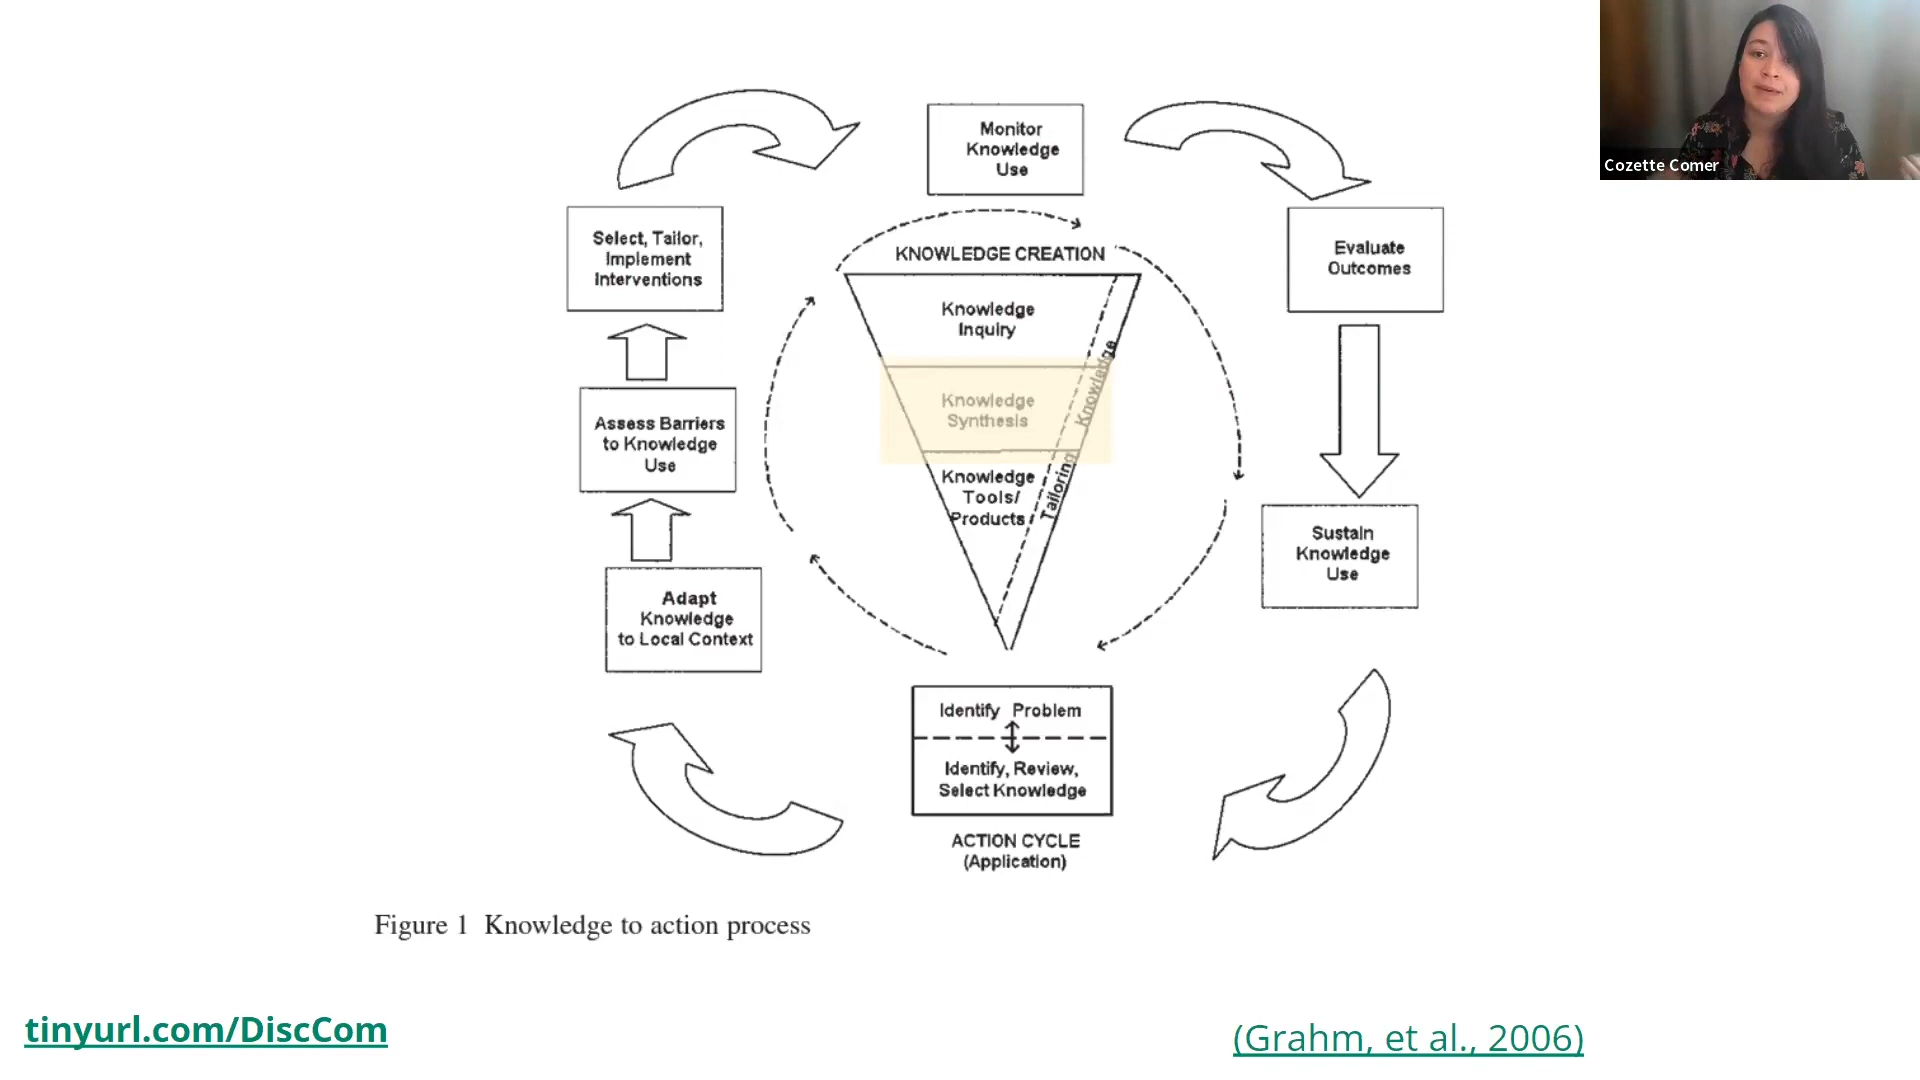 Cozette Comer
Monitor
Knowledge
Use
Select, Tailor,
Implement
Interventions
Evaluate
Outcomes
KNOWLEDGE CREATION
Knowledge
Inquiry
Knowledge
Synthesis
Knowledge
Tools/
Products
Tailoring Knowledge
Assess Barriers
to Knowledge
Use
Sustain
Knowledge
Use
Adapt
Knowledge
to Local Context
Identify Problem
Identify, Review,
Select Knowledge
ACTION CYCLE
(Application)
Figure 1 Knowledge to action process
tinyurl.com/DiscCom
(Grahm, et al., 2006)